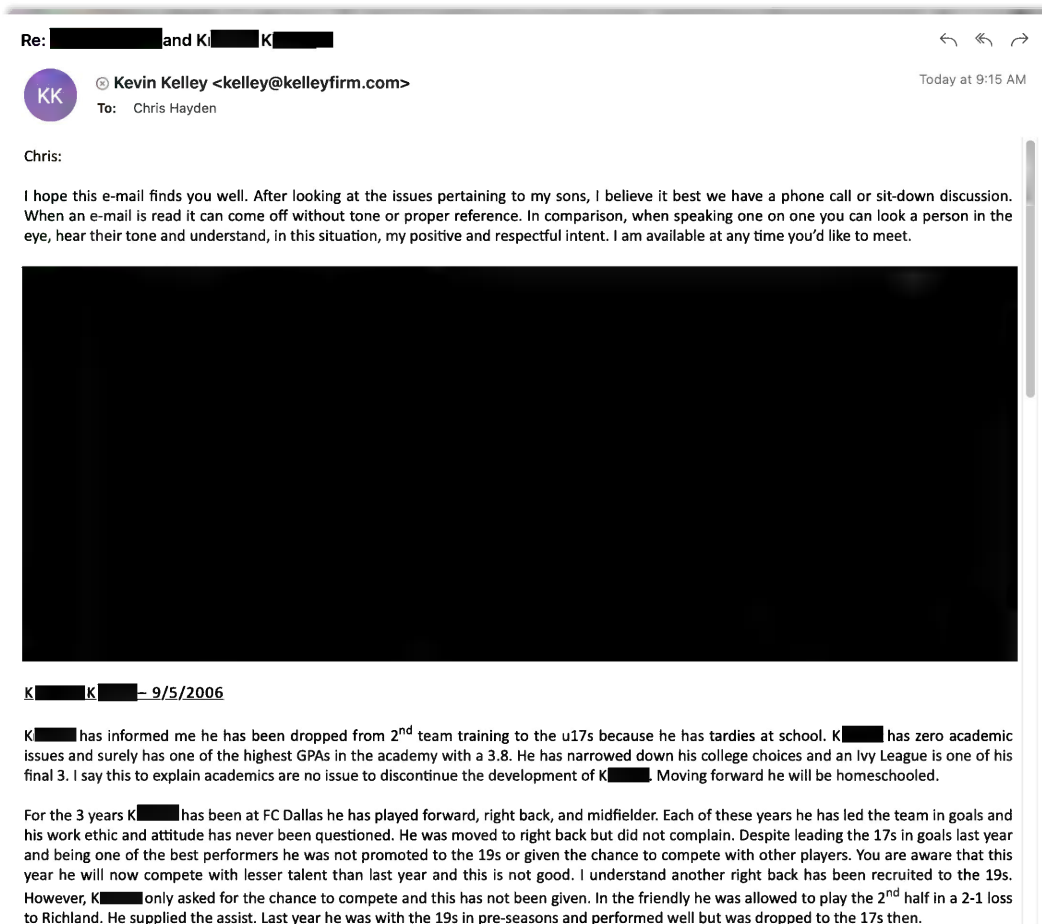 Re: and K K
KK
Kevin Kelley <kelley@kelleyfirm.com>
Today at 9:15 AM
To: Chris Hayden
Chris:
I hope this e-mail finds you well. After looking at the issues pertaining to my sons, I believe it best we have a phone call or sit-down discussion.
When an e-mail is read it can come off without tone or proper reference. In comparison, when speaking one on one you can look a person in the
eye, hear their tone and understand, in this situation, my positive and respectful intent. I am available at any time you’d like to meet.
K K – 9/5/2006
K has informed me he has been dropped from 2nd team training to the u17s because he has tardies at school. K has zero academic
issues and surely has one of the highest GPAs in the academy with a 3.8. He has narrowed down his college choices and an Ivy League is one of his
final 3. I say this to explain academics are no issue to discontinue the development of K . Moving forward he will be homeschooled.
For the 3 years K has been at FC Dallas he has played forward, right back, and midfielder. Each of these years he has led the team in goals and
his work ethic and attitude has never been questioned. He was moved to right back but did not complain. Despite leading the 17s in goals last year
and being one of the best performers he was not promoted to the 19s or given the chance to compete with other players. You are aware that this
year he will now compete with lesser talent than last year and this is not good. I understand another right back has been recruited to the 19s.
However, K only asked for the chance to compete and this has not been given. In the friendly he was allowed to play the 2nd half in a 2-1 loss
to Richland. He supplied the assist. Last year he was with the 19s in pre-seasons and performed well but was dropped to the 17s then.